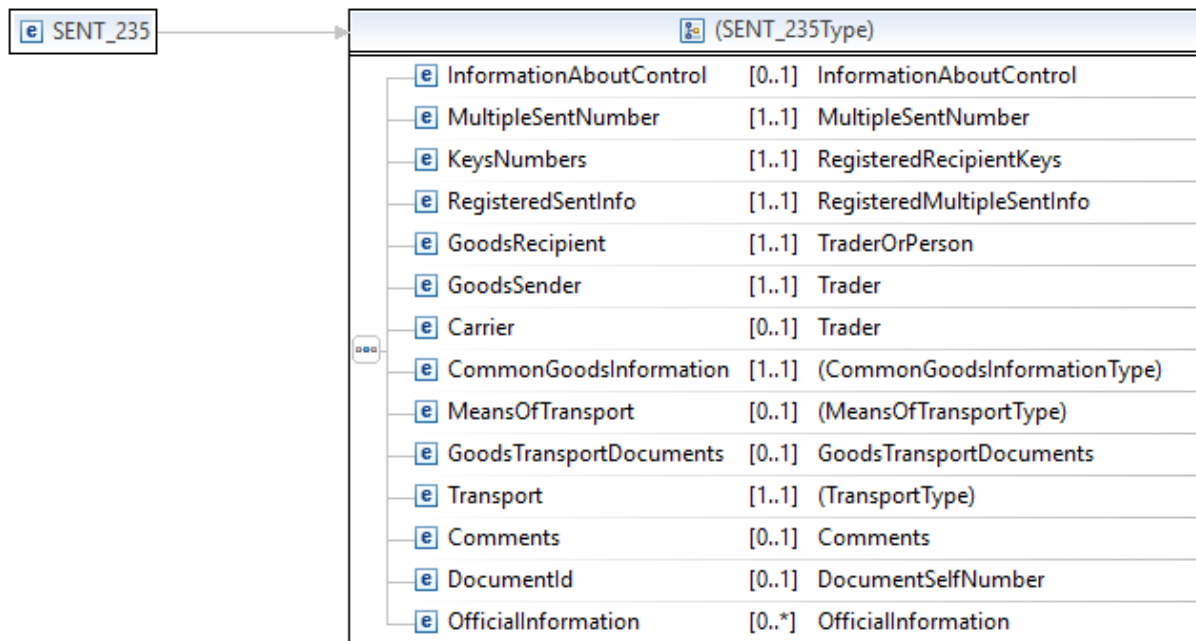 e SENT_235
(SENT_235Type)
e InformationAboutControl [0..1] InformationAboutControl
e MultipleSentNumber [1..1] MultipleSentNumber
e KeysNumbers [1..1] RegisteredRecipientKeys
e RegisteredSentInfo [1..1] RegisteredMultipleSentInfo
e GoodsRecipient [1..1] TraderOrPerson
e GoodsSender [1..1] Trader
e Carrier [0..1] Trader
e CommonGoodsInformation [1..1] (CommonGoodsInformationType)
e MeansOfTransport [0..1] (MeansOfTransportType)
e GoodsTransportDocuments [0..1] GoodsTransportDocuments
e Transport [1..1] (TransportType)
e Comments [0..1] Comments
e DocumentId [0..1] DocumentSelfNumber
e OfficialInformation [0..*] OfficialInformation